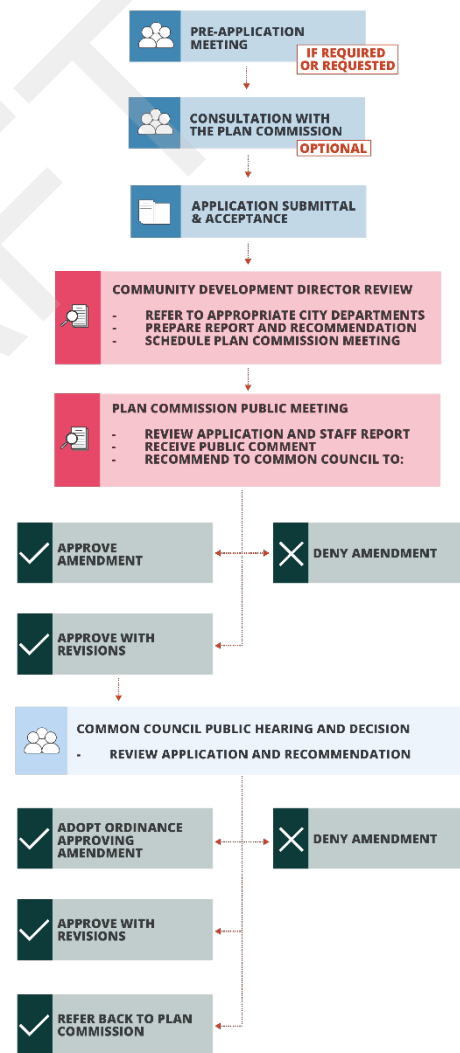 PRE-APPLICATION
MEETING
IF REQUIRED
OR REQUESTED
CONSULTATION WITH
THE PLAN COMMISSION
OPTIONAL
APPLICATION SUBMITTAL
& ACCEPTANCE
COMMUNITY DEVELOPMENT DIRECTOR REVIEW
- REFER TO APPROPRIATE CITY DEPARTMENTS
- PREPARE REPORT AND RECOMMENDATION
- SCHEDULE PLAN COMMISSION MEETING
PLAN COMMISSION PUBLIC MEETING
- REVIEW APPLICATION AND STAFF REPORT
- RECEIVE PUBLIC COMMENT
- RECOMMEND TO COMMON COUNCIL TO:
APPROVE
AMENDMENT
DENY AMENDMENT
APPROVE WITH
REVISIONS
COMMON COUNCIL PUBLIC HEARING AND DECISION
- REVIEW APPLICATION AND RECOMMENDATION
ADOPT ORDINANCE
APPROVING
AMENDMENT
DENY AMENDMENT
APPROVE WITH
REVISIONS
REFER BACK TO PLAN
COMMISSION